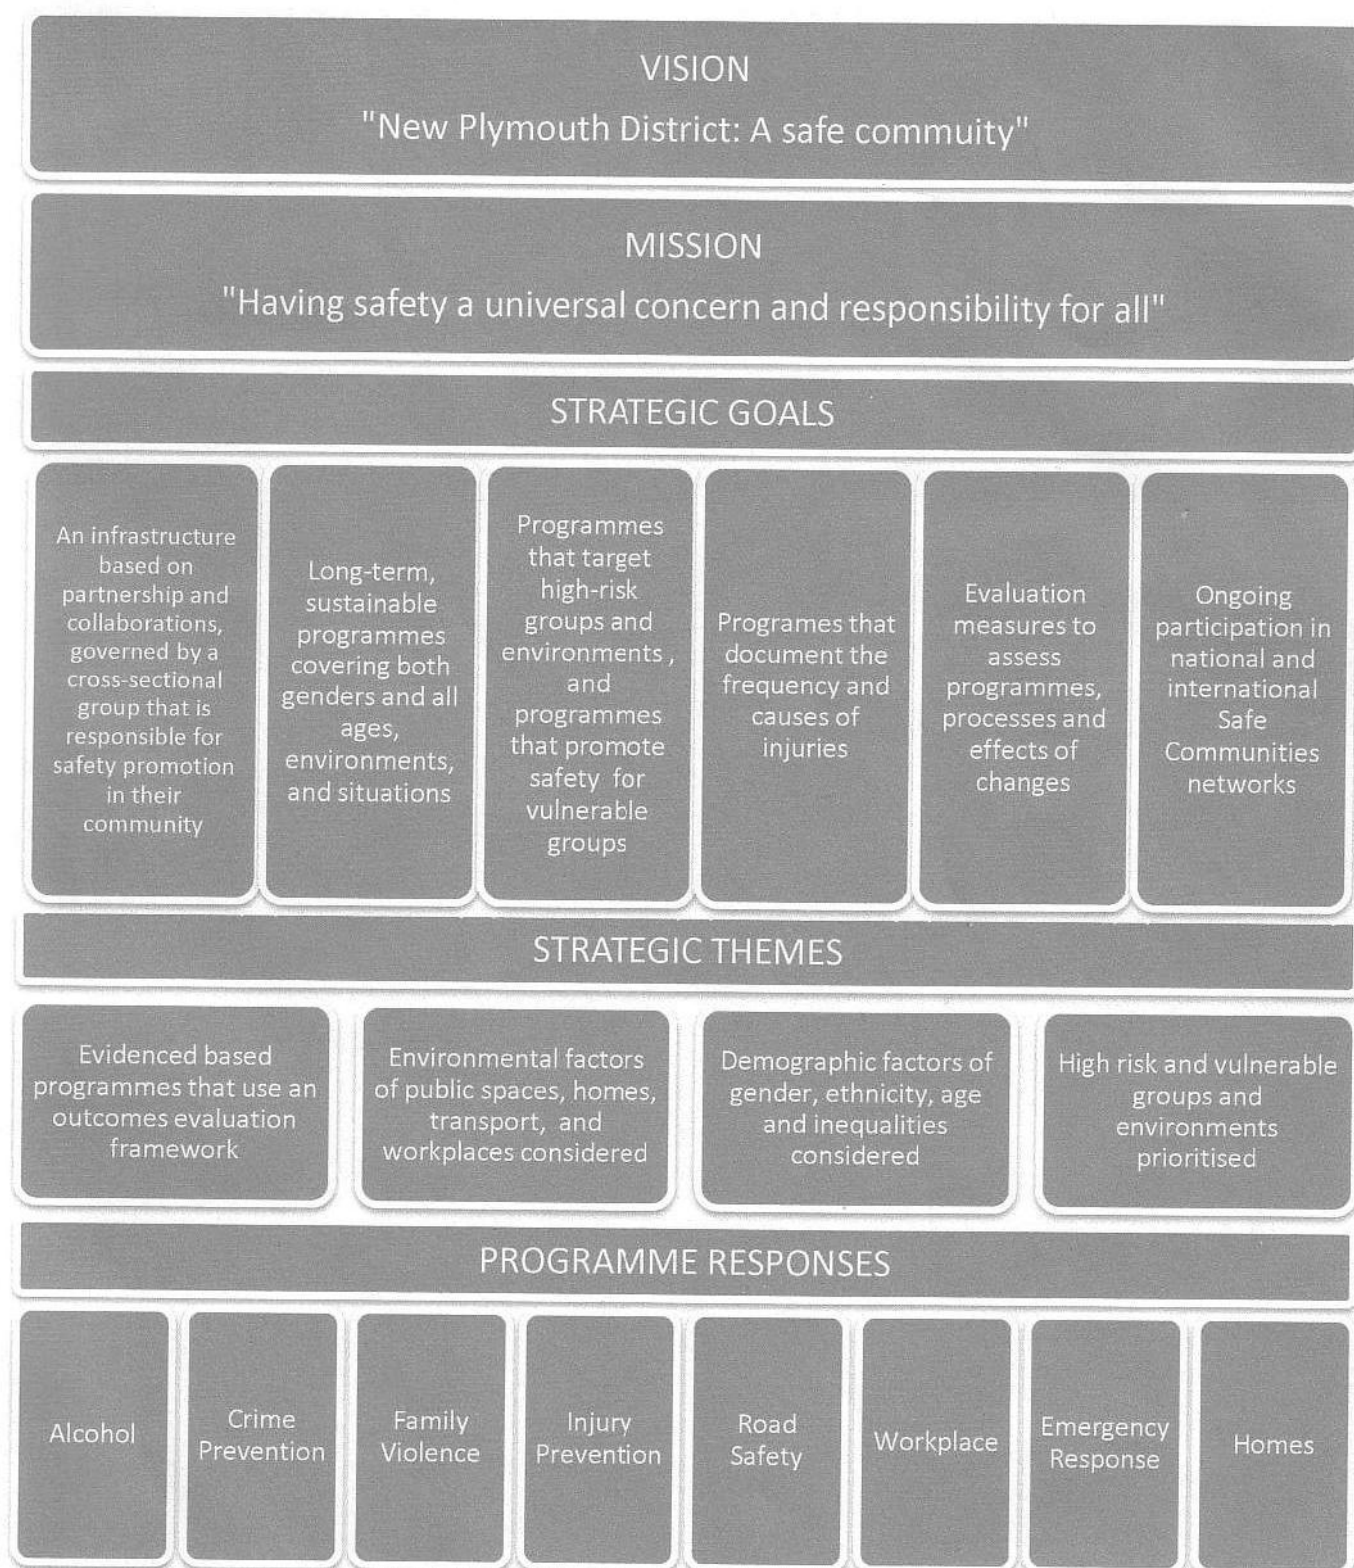 VISION
"New Plymouth District: A safe commuity"
MISSION
"Having safety a universal concern and responsibility for all"
STRATEGIC GOALS
An infrastructure
based on
partnership and
collaborations,
governed by a
cross-sectional
group that is
responsible for
safety promotion
in their
community
Long-term,
sustainable
programmes
covering both
genders and all
ages,
environments,
and situations
Programmes
that target
high-risk
groups and
environments ,
and
programmes
that promote
safety for
vulnerable
groups
Programes that
document the
frequency and
causes of
injuries
Evaluation
measures to
assess
programmes,
processes and
effects of
changes
Ongoing
participation in
national and
international
Safe
Communities
networks
STRATEGIC THEMES
Evidenced based
programmes that use an
outcomes evaluation
framework
Environmental factors
of public spaces, homes,
transport, and
workplaces considered
Demographic factors of
gender, ethnicity, age
and inequalities
considered
High risk and vulnerable
groups and
environments
prioritised
PROGRAMME RESPONSES
Alcohol
Crime
Prevention
Family
Violence
Injury
Prevention
Road
Safety
Workplace
Emergency
Response
Homes